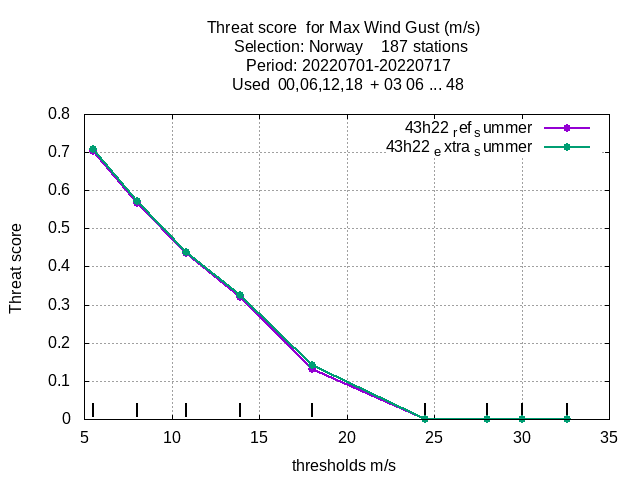 Threat score  for Max Wind Gust (m/s)
Selection: Norway    187 stations
Period: 20220701-20220717
Used  00,06,12,18  + 03 06 ... 48
43h22 ref summer
43h22 extra summer
0.8
0.7
0.6
0.5
0.4
0.3
0.2
0.1
0
Threat score
5 10 15 20 25 30 35
thresholds m/s